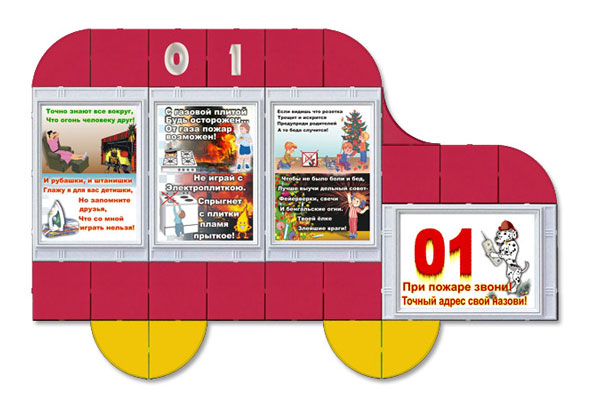 01
Точно знают все вокруг,
Что огонь человеку друг!
И рубашки, и штанишки
Глажу я для вас детишки,
Но запомните
друзья,
Что со мной
играть нельзя!
С газовой плитой
Будь осторожен...
От газа пожар
возможен!
Не играй с
Электроплиткою.
Спрыгнет
с плитки
пламя
прыткое!
Если видишь что розетка
Трещит и искрится
Предупреди родителей
А то беда случится!
Чтобы не было боли и бед,
Лучше выучи дельный совет-
Фейерверки, свечи
И бенгальские огни.
Твоей ёлке
Злейшие враги!
01
При пожаре звони!
Точный адрес свой назови!